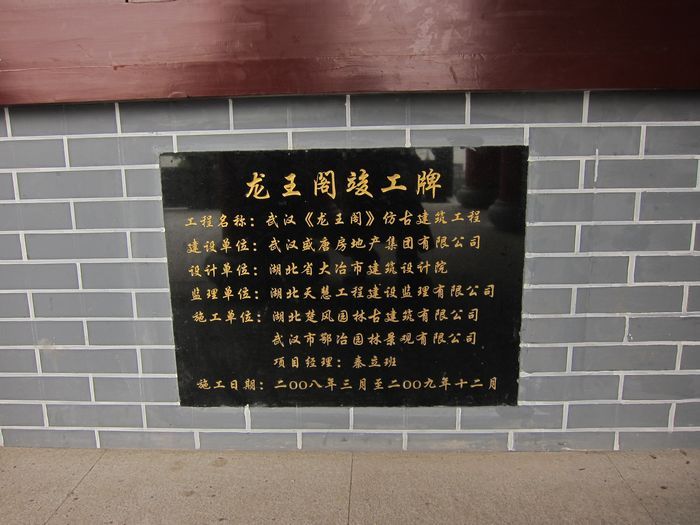 龙王阁竣工牌
工程名称：武汉《龙王阁》仿古建筑工程
建设单位：武汉盛唐房地产集团有限公司
设计单位：湖北省大冶市建筑设计院
监理单位：湖北天慧工程建设监理有限公司
施工单位：湖北楚风园林古建筑有限公司
武汉市鄂冶园林景观有限公司
项目经理：秦立班
施工日期：二〇〇八年三月至二〇〇九年十二月